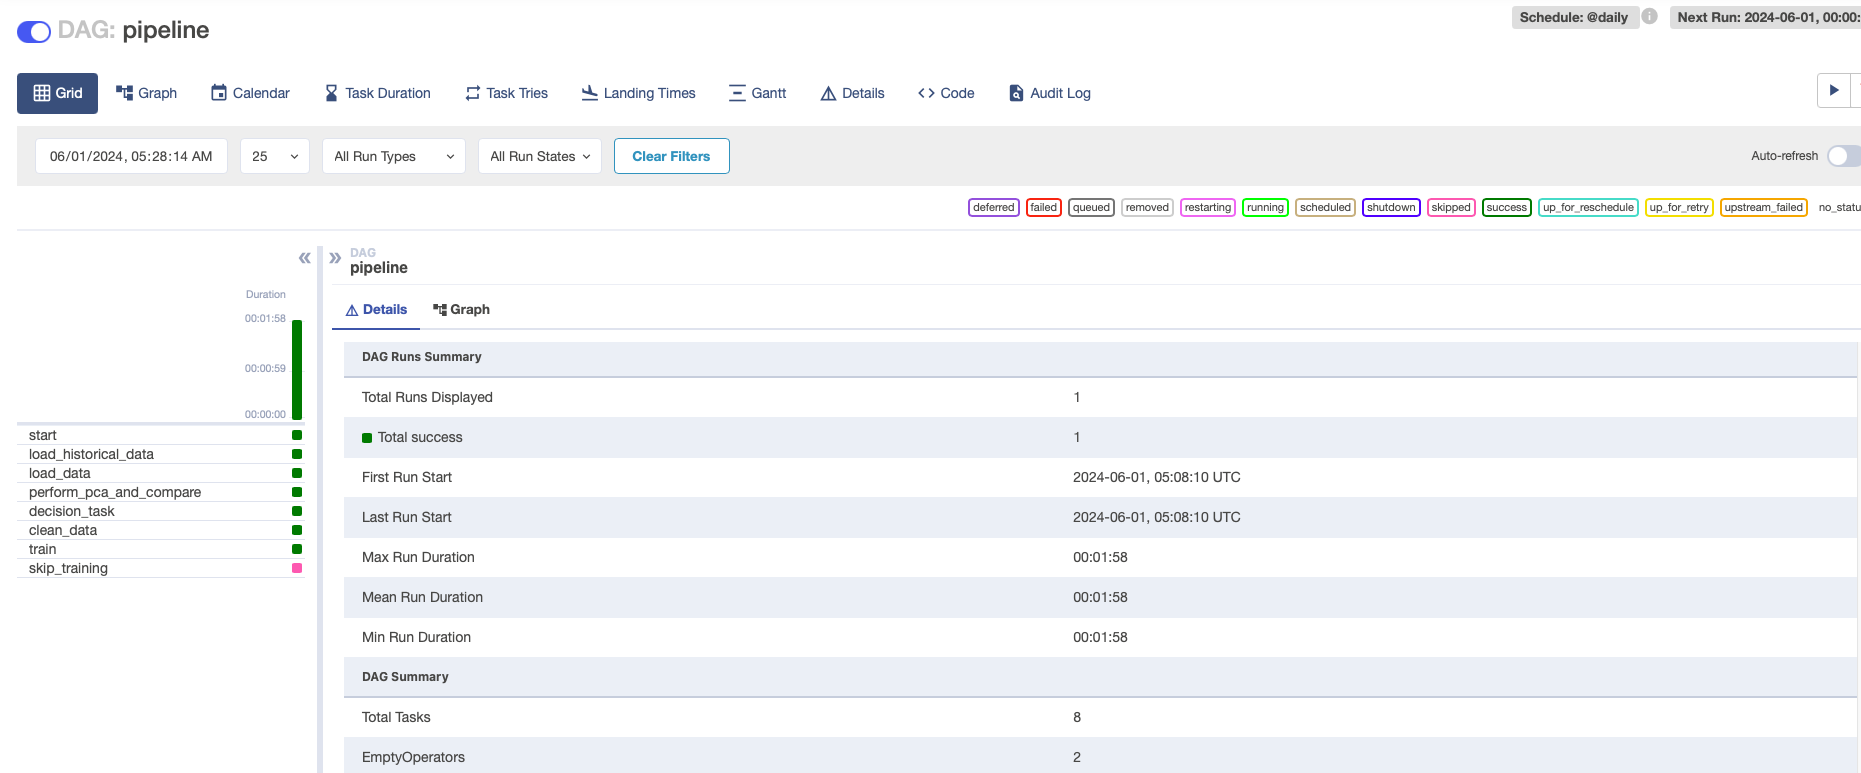 DAG: pipeline
Schedule: @daily
Next Run: 2024-06-01, 00:00:
Grid
Graph
Calendar
Task Duration
Task Tries
Landing Times
Gantt
Details
Code
Audit Log
06/01/2024, 05:28:14 AM
25
All Run Types
All Run States
Clear Filters
Auto-refresh
deferred
failed
queued
removed
restarting
running
scheduled
shutdown
skipped
success
up_for_reschedule
up_for_retry
upstream_failed
no_statu
Duration
00:01:58
00:00:59
00:00:00
start
load_historical_data
load_data
perform_pca_and_compare
decision_task
clean_data
train
skip_training
DAG
pipeline
Details
Graph
DAG Runs Summary
Total Runs Displayed 1
Total success 1
First Run Start 2024-06-01, 05:08:10 UTC
Last Run Start 2024-06-01, 05:08:10 UTC
Max Run Duration 00:01:58
Mean Run Duration 00:01:58
Min Run Duration 00:01:58
DAG Summary
Total Tasks 8
EmptyOperators 2